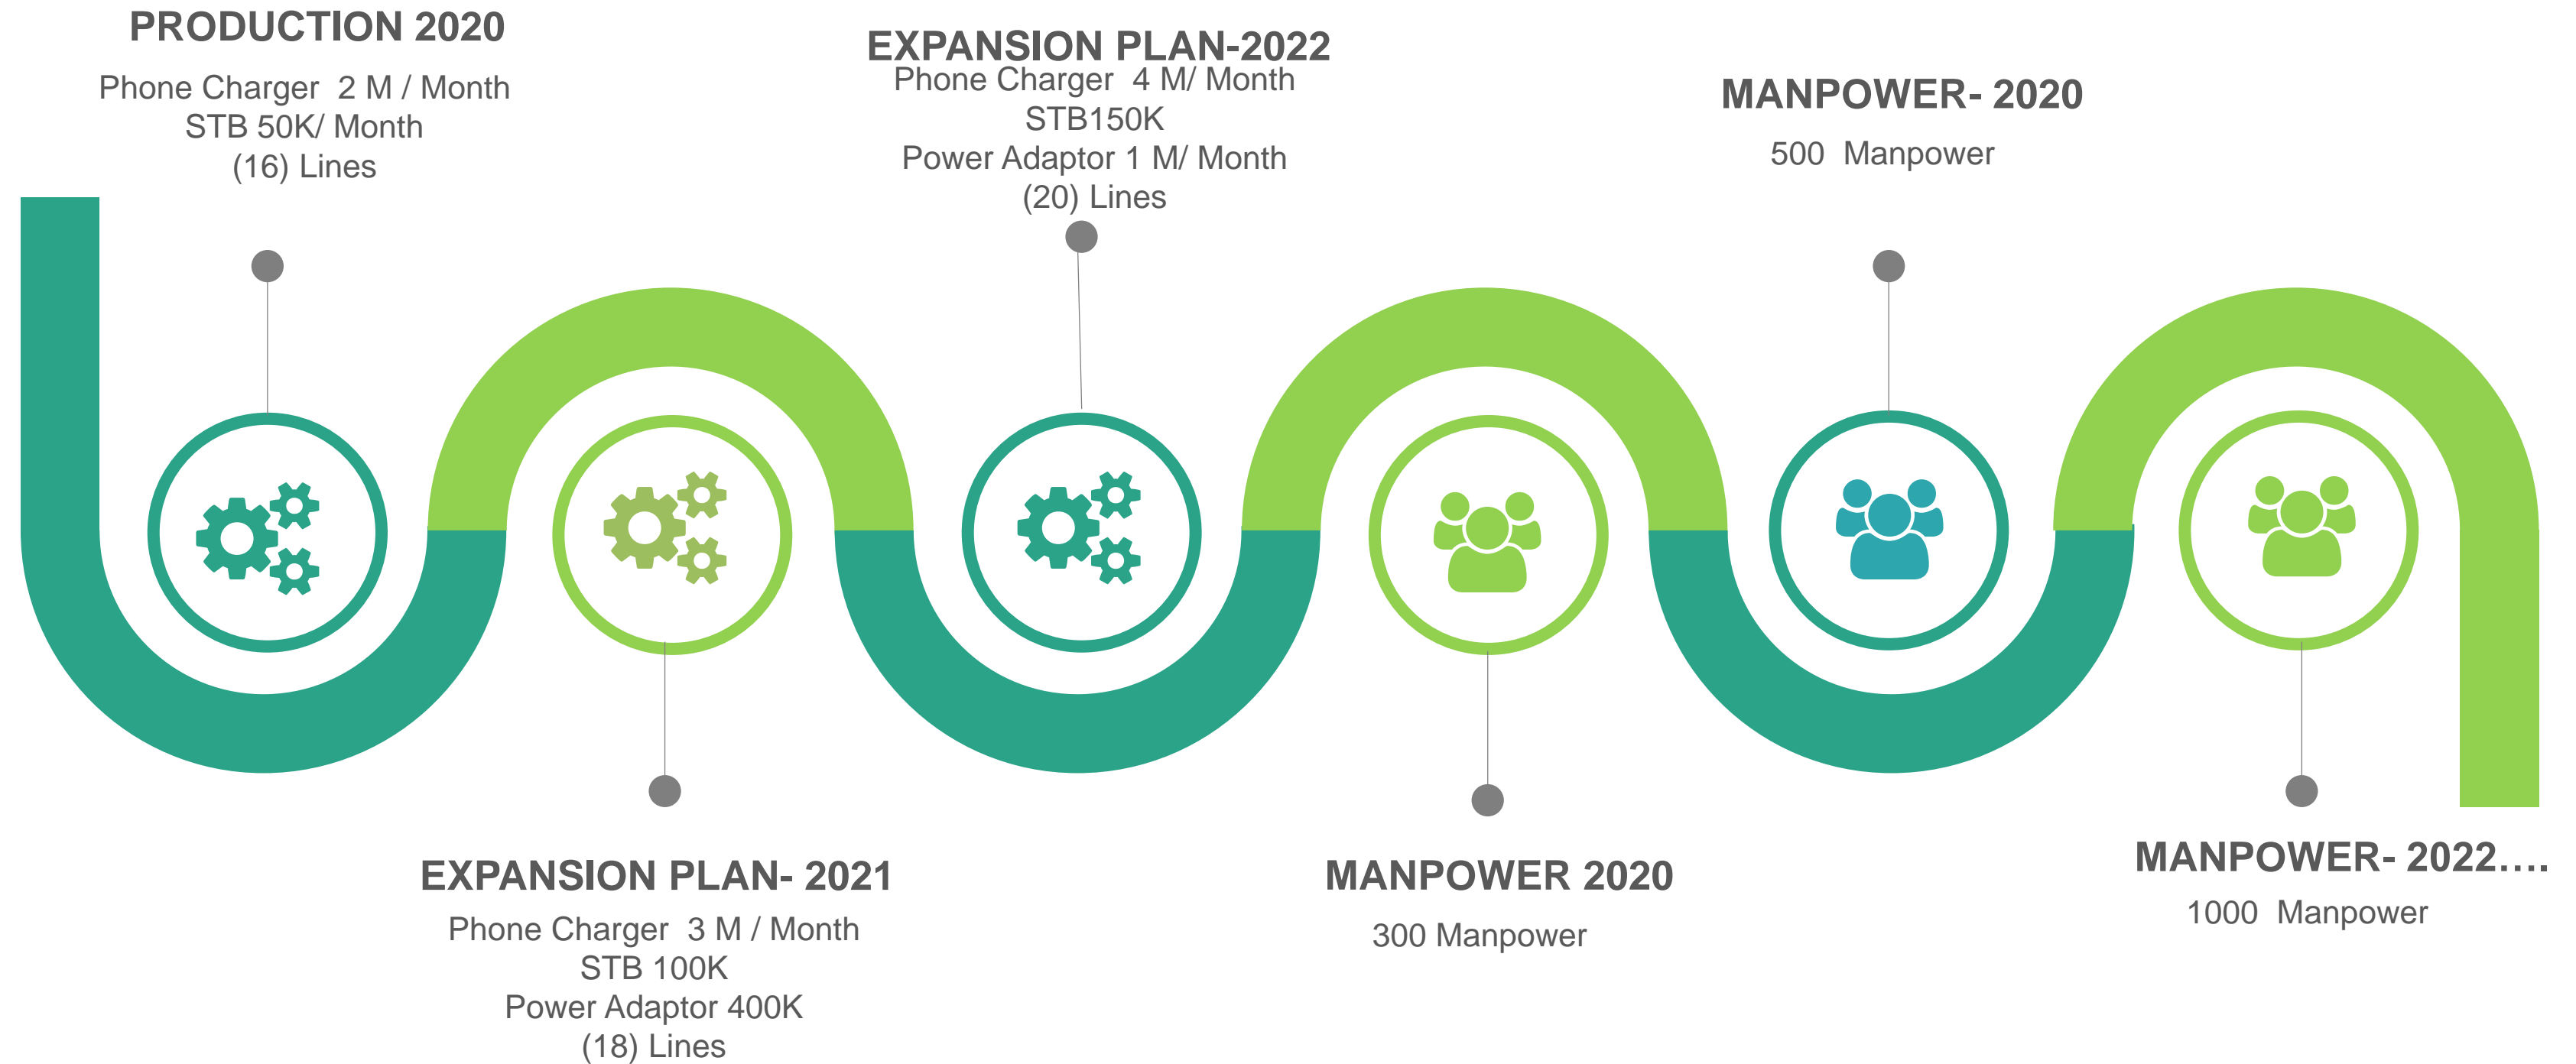 PRODUCTION 2020
Phone Charger  2 M / Month
STB 50K/ Month
(16) Lines
EXPANSION PLAN- 2021
Phone Charger  3 M / Month
STB 100K
Power Adaptor 400K
(18) Lines
EXPANSION PLAN-2022
Phone Charger  4 M/ Month
STB150K
Power Adaptor 1 M/ Month
(20) Lines
MANPOWER 2020
300 Manpower
MANPOWER- 2020
500  Manpower
MANPOWER- 2022....
1000  Manpower